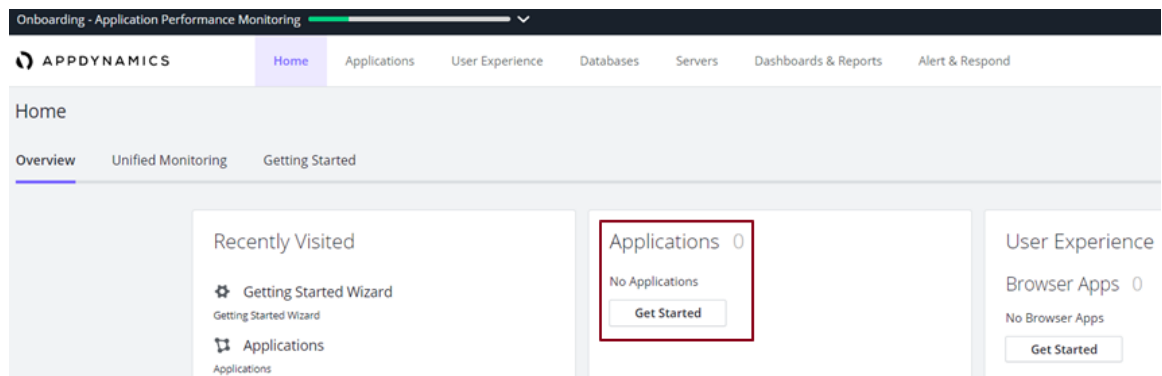 Onboarding - Application Performance Monitoring
APPDYNAMICS
Home Applications User Experience Databases Servers Dashboards & Reports Alert & Respond
Home
Overview Unified Monitoring Getting Started
Recently Visited
Getting Started Wizard
Getting Started Wizard
Applications
Applications
Applications 0
No Applications
Get Started
User Experience
Browser Apps 0
No Browser Apps
Get Started